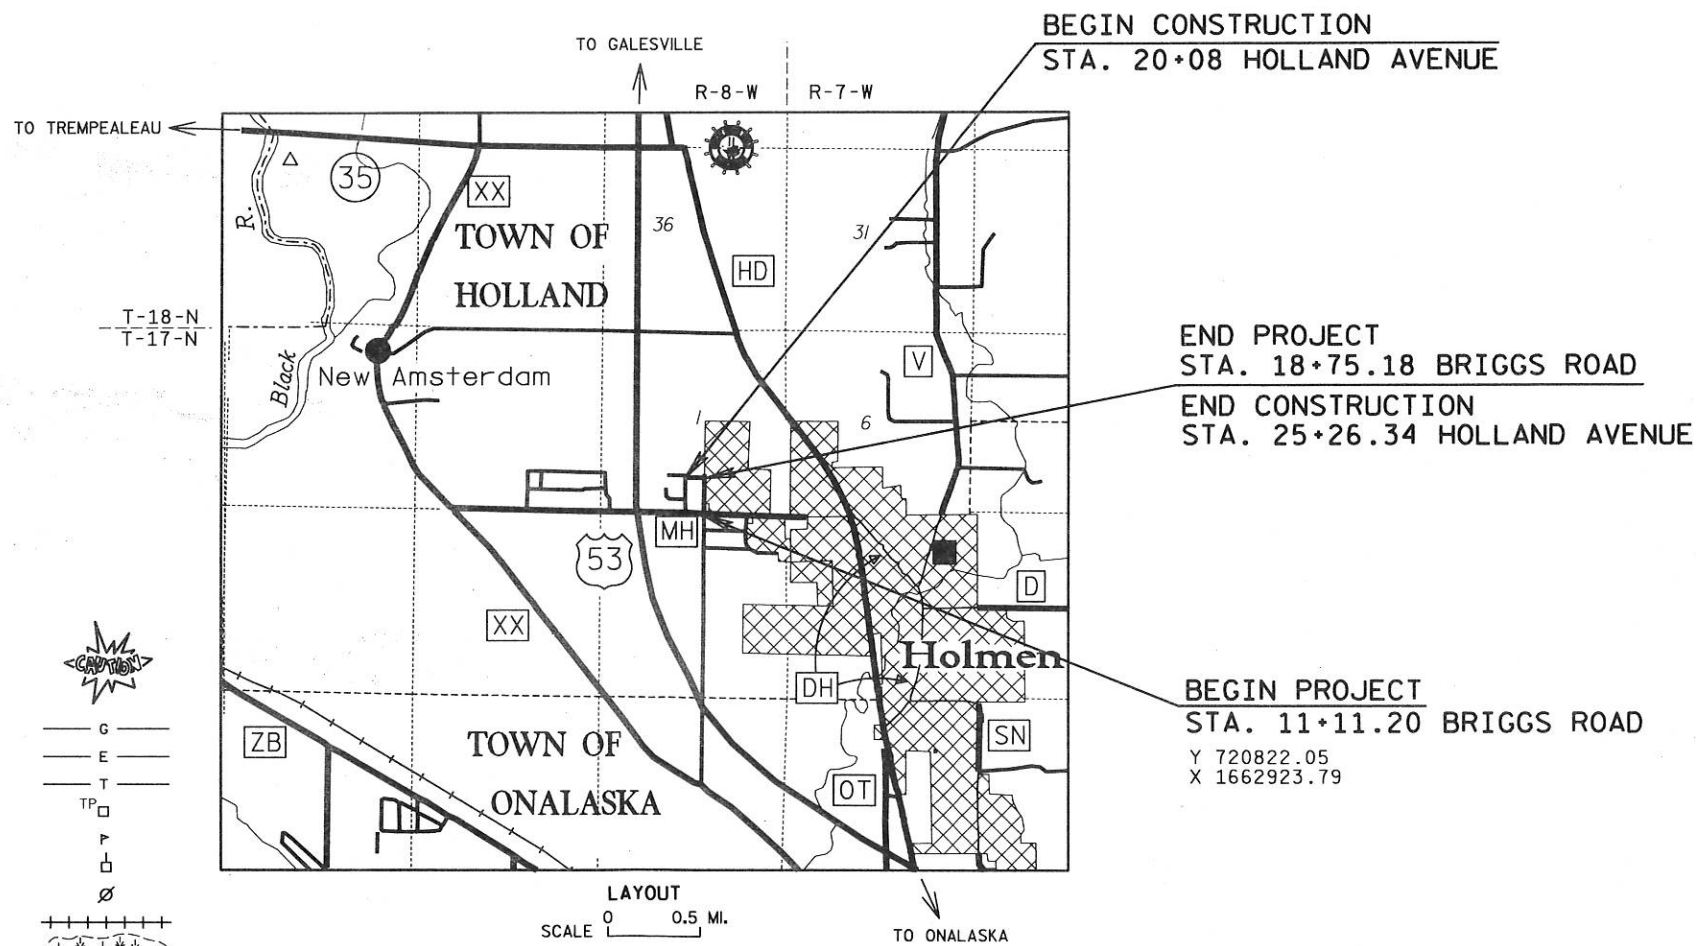 BEGIN CONSTRUCTION
STA. 20+08 HOLLAND AVENUE
TO GALESVILLE
R-8-W
R-7-W
TO TREMPEALEAU
35
XX
R.
36
31
TOWN OF
HOLLAND
HD
T-18-N
T-17-N
END PROJECT
STA. 18+75.18 BRIGGS ROAD
V
Black
New Amsterdam
END CONSTRUCTION
STA. 25+26.34 HOLLAND AVENUE
1
6
MH
53
D
XX
Holmen
CAUTION
DH
BEGIN PROJECT
STA. 11+11.20 BRIGGS ROAD
G
ZB
TOWN OF
SN
Y 720822.05
E
X 1662923.79
T
ONALASKA
OT
TP
P
LAYOUT
0 0.5 MI.
SCALE
TO ONALASKA